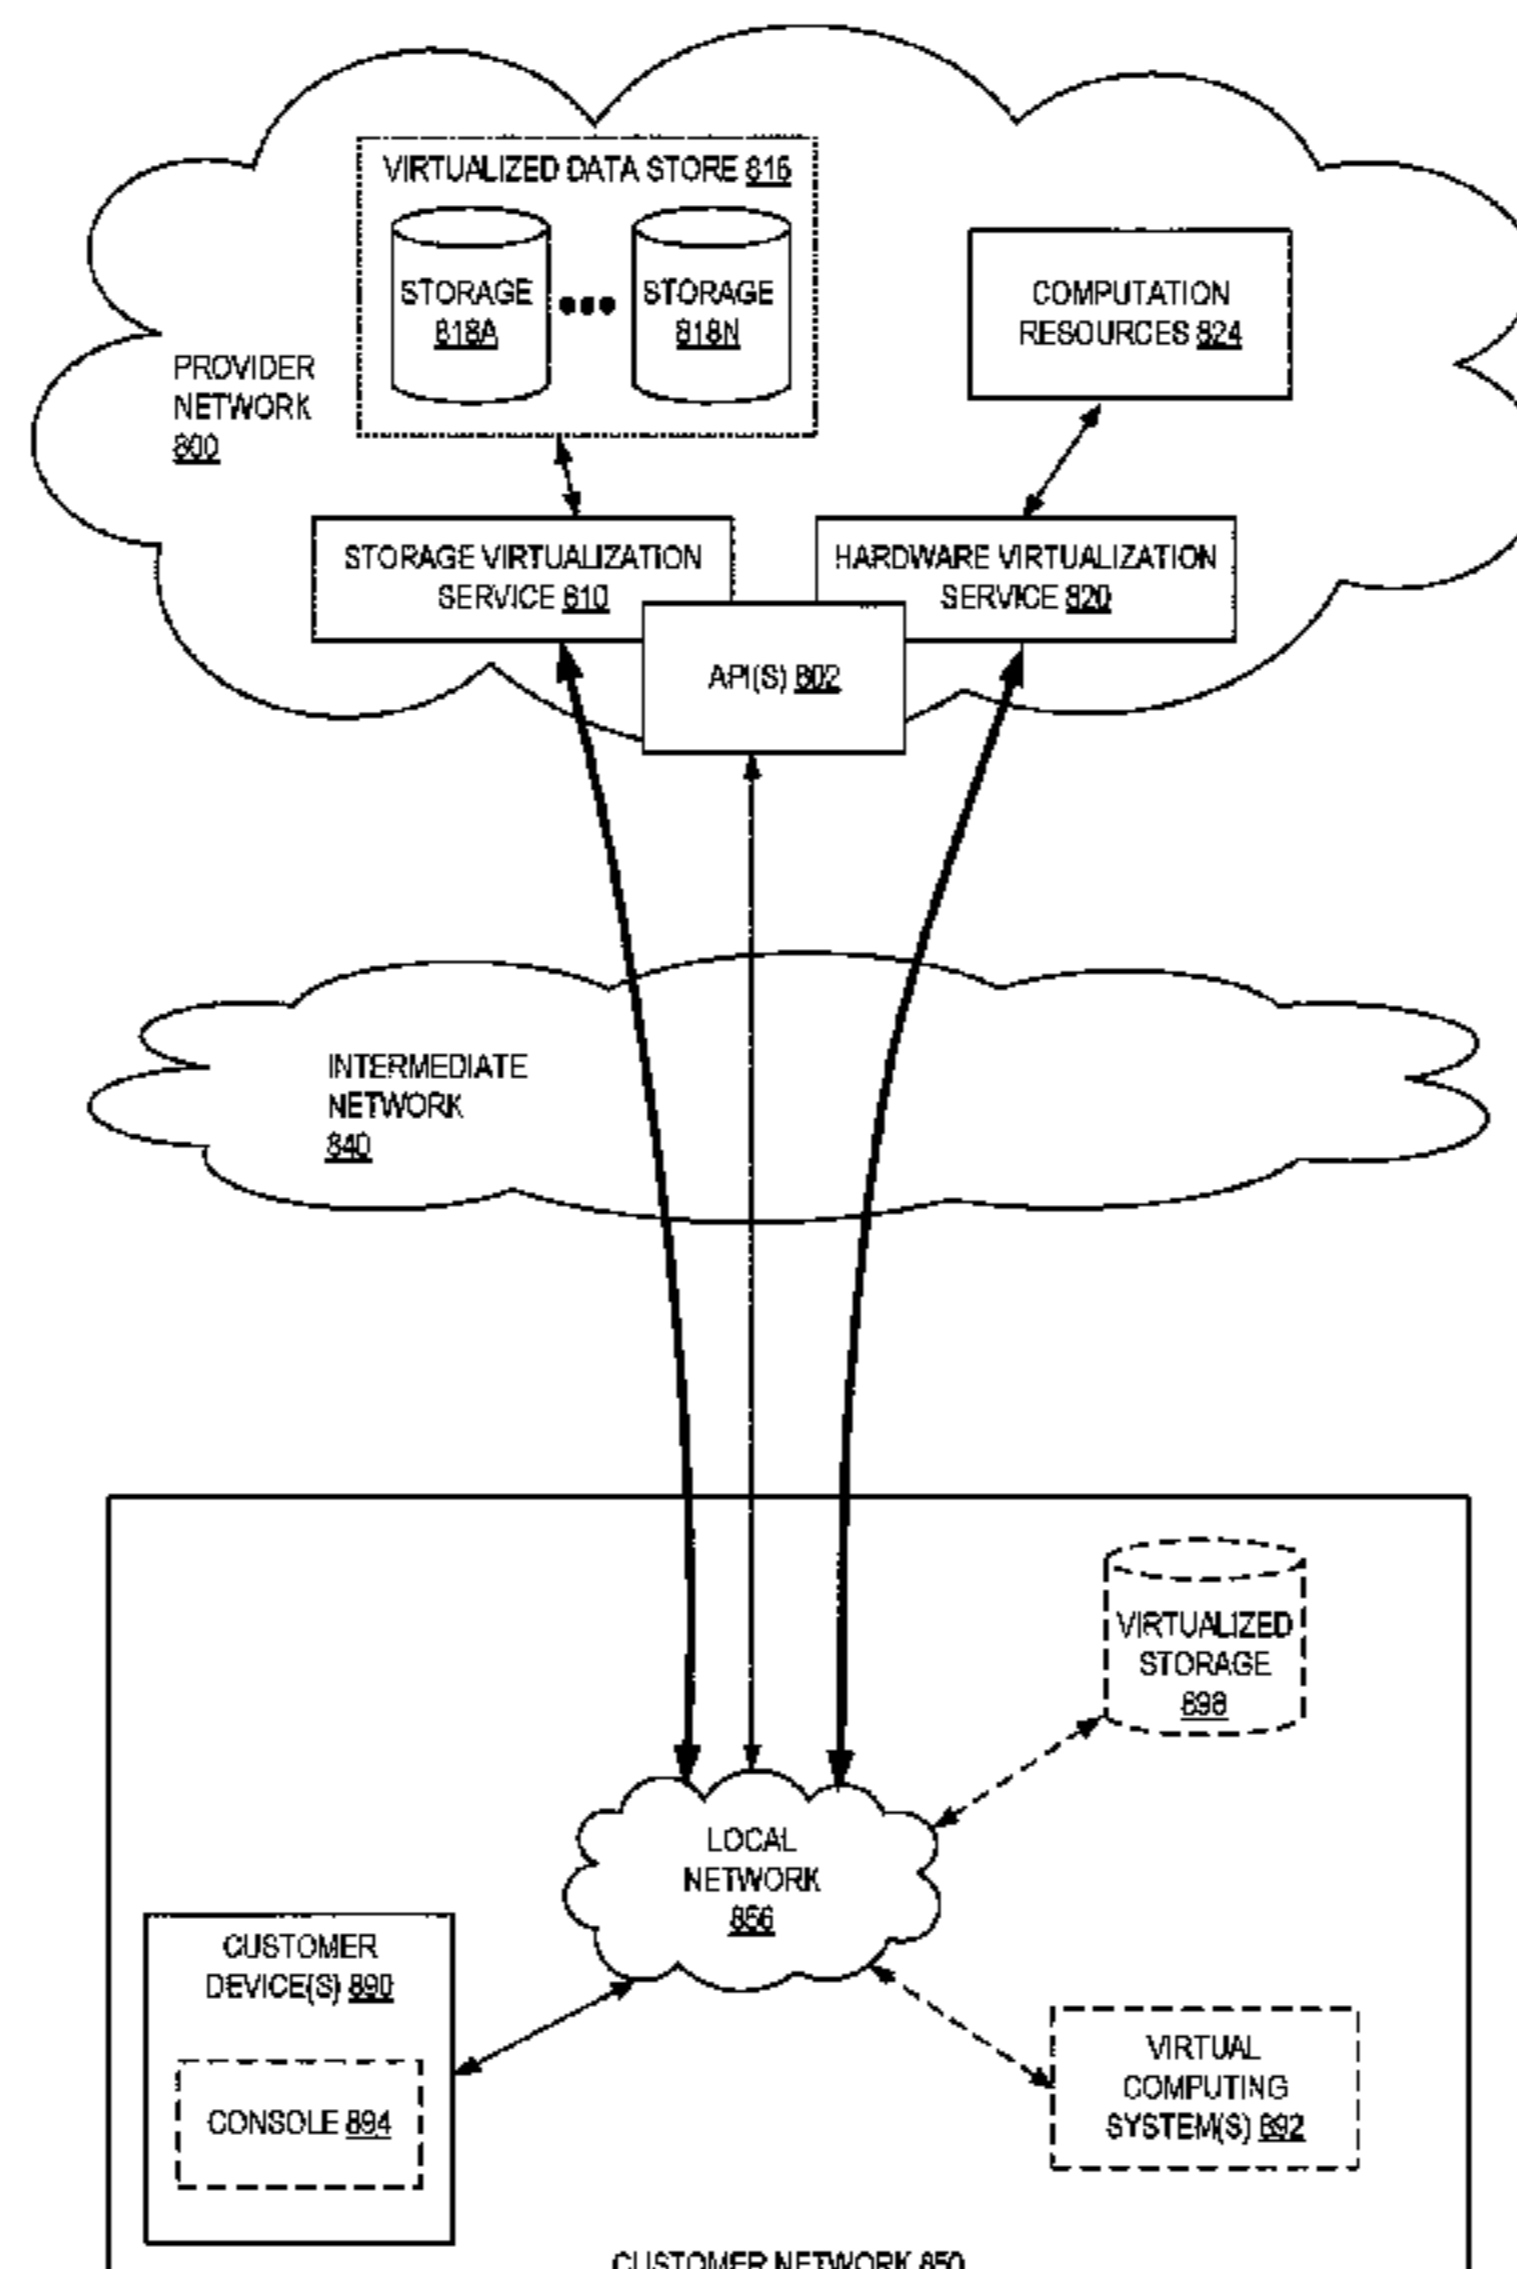 VIRTUALIZED DATA STORE 816
STORAGE
818A
STORAGE
818N
COMPUTATION
RESOURCES 824
PROVIDER
NETWORK
800
STORAGE VIRTUALIZATION
SERVICE 810
HARDWARE VIRTUALIZATION
SERVICE 820
API(S) 802
INTERMEDIATE
NETWORK
840
VIRTUALIZED
STORAGE
898
LOCAL
NETWORK
856
CUSTOMER
DEVICE(S) 890
CONSOLE 894
VIRTUAL
COMPUTING
SYSTEM(S) 892
CUSTOMER NETWORK 850